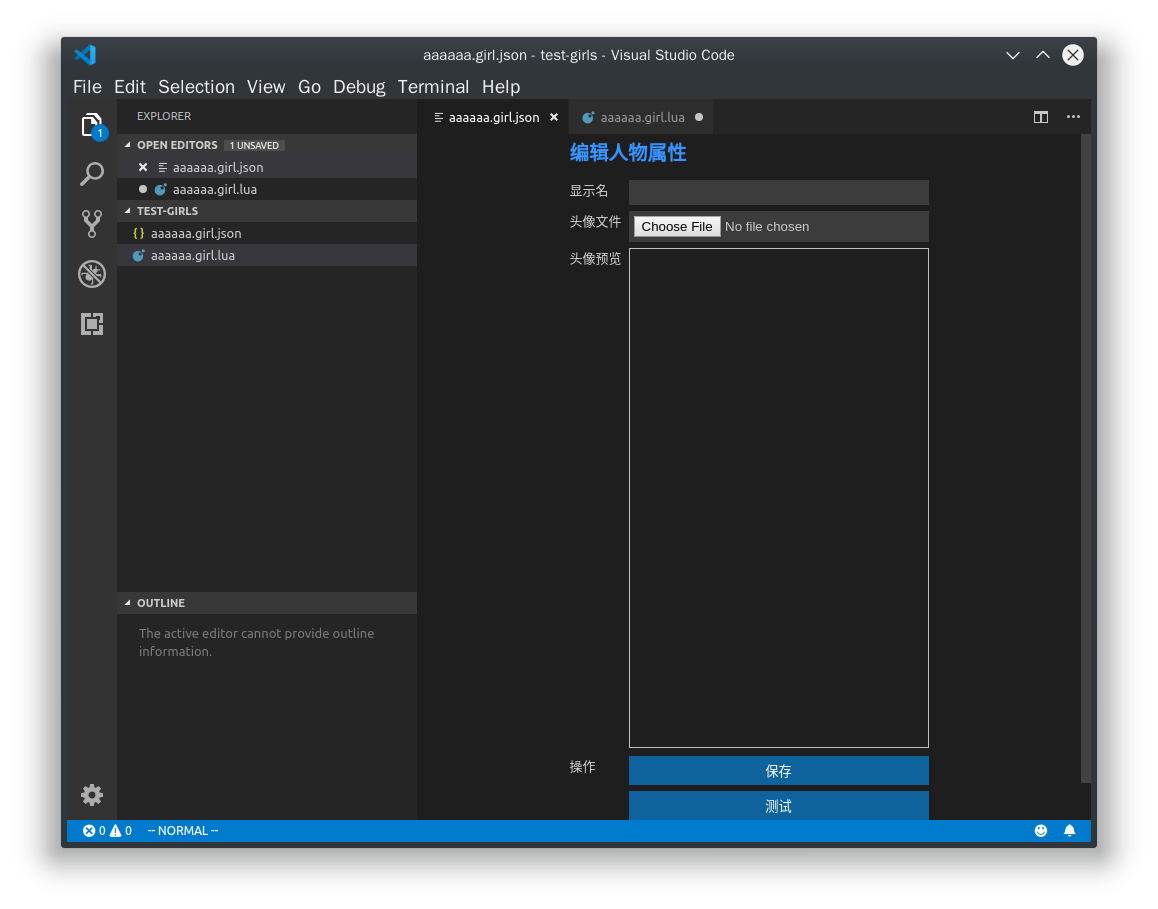 aaaaaa.girl.json - test-girls - Visual Studio Code
File Edit Selection View Go Debug Terminal Help
1
EXPLORER
OPEN EDITORS 1 UNSAVED
aaaaaa.girl.json
aaaaaa.girl.lua
TEST-GIRLS
{} aaaaaa.girl.json
aaaaaa.girl.lua
OUTLINE
The active editor cannot provide outline
information.
aaaaaa.girl.json
aaaaaa.girl.lua
编辑人物属性
显示名
头像文件 Choose File No file chosen
头像预览
操作 保存
测试
0 0 -- NORMAL --